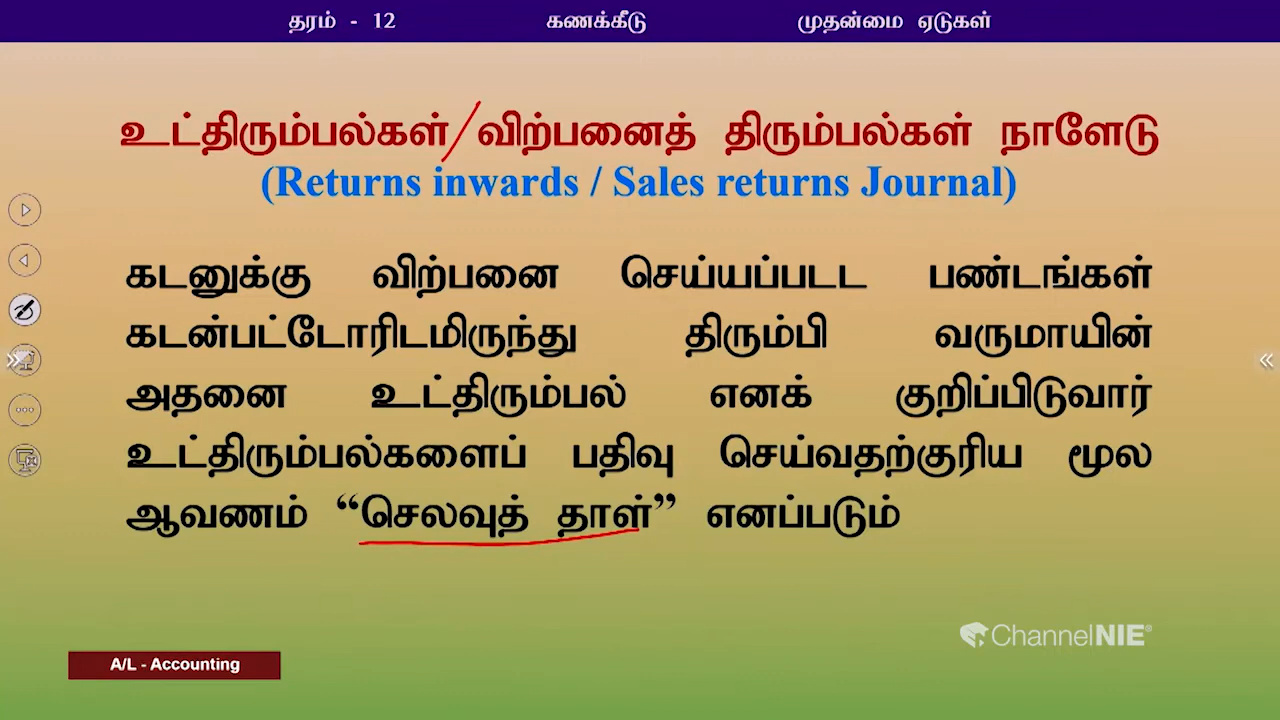 தரம் - 12 கணக்கீடு முதன்மை ஏடுகள்
உட்திரும்பல்கள்/விற்பனைத் திரும்பல்கள் நாளேடு
(Returns inwards / Sales returns Journal)
கடனுக்கு விற்பனை செய்யப்படட பண்டங்கள்
கடன்பட்டோரிடமிருந்து திரும்பி வருமாயின்
அதனை உட்திரும்பல் எனக் குறிப்பிடுவார்
உட்திரும்பல்களைப் பதிவு செய்வதற்குரிய மூல
ஆவணம் “செலவுத் தாள்” எனப்படும்
ChannelNIE®
A/L - Accounting